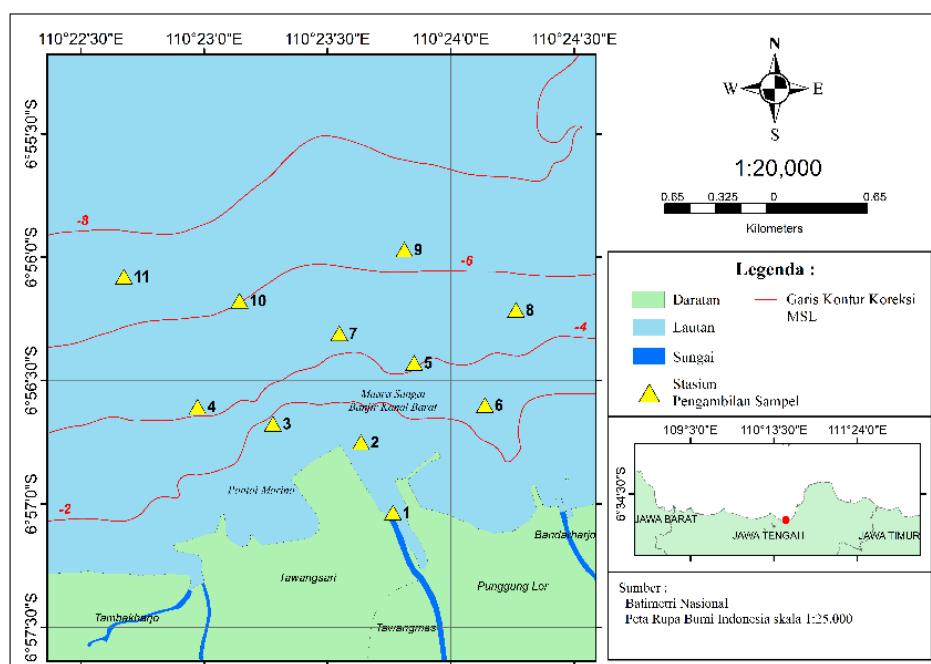 110°22'30"E 110°23'0"E 110°23'30"E 110°24'0"E 110°24'30"E
6°55'30"S
6°56'0"S
6°56'30"S
6°57'0"S
6°57'30"S
-8
9
-6
11
10
8
7
-4
5
4
Muara Sungai
Banjir Kanal Barat
6
3
2
Pantai Marina
-2
1
Bandarharjo
Tawangsari
Punggung Lor
Tambakharjo
Tawangmas
N
W E
S
1:20,000
0.65 0.325 0 0.65
Kilometers
Legenda :
Daratan
Garis Kontur Koreksi
MSL
Lautan
Sungai
Stasiun
Pengambilan Sampel
109°3'0"E 110°13'30"E 111°24'0"E
6°34'30"S
JAWA BARAT
JAWA TENGAH
JAWA TIMUR
Sumber :
Batimetri Nasional
Peta Rupa Bumi Indonesia skala 1:25.000